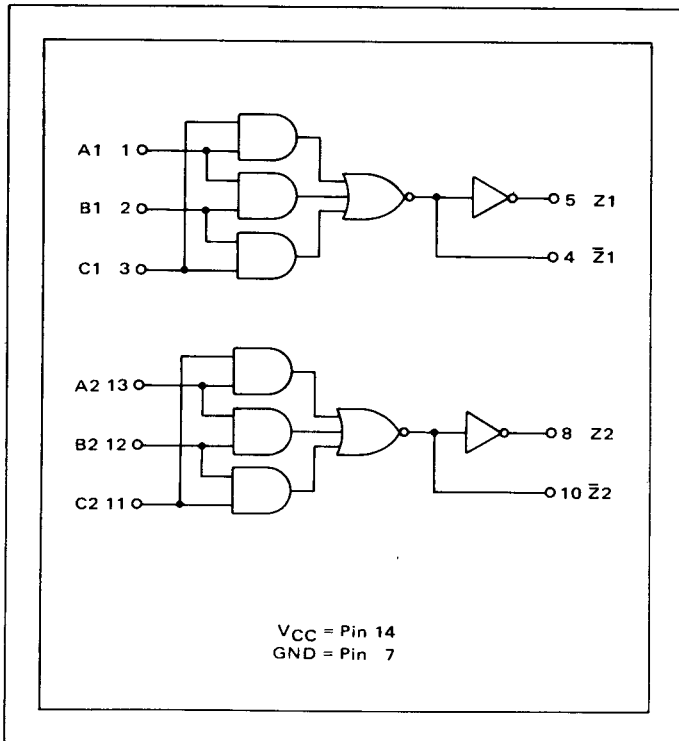 A1 1
5 Z1
B1 2
4 Z̅1
C1 3
A2 13
8 Z2
B2 12
10 Z̅2
C2 11
VCC = Pin 14
GND = Pin 7